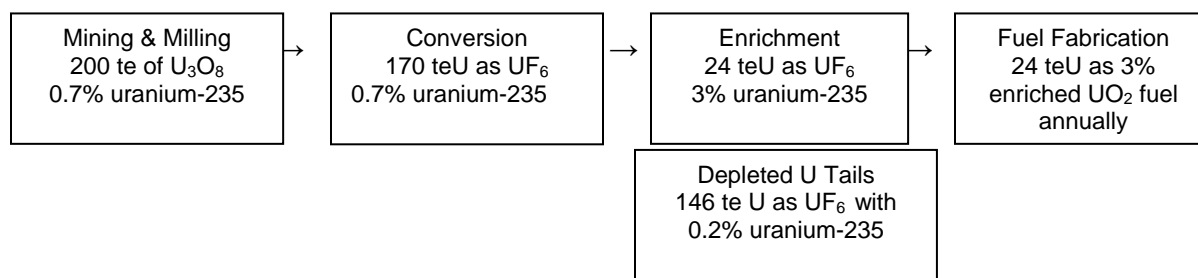 Mining & Milling
200 te of U₃O₈
0.7% uranium-235
→
Conversion
170 teU as UF₆
0.7% uranium-235
→
Enrichment
24 teU as UF₆
3% uranium-235
→
Fuel Fabrication
24 teU as 3%
enriched UO₂ fuel
annually
Depleted U Tails
146 te U as UF₆ with
0.2% uranium-235